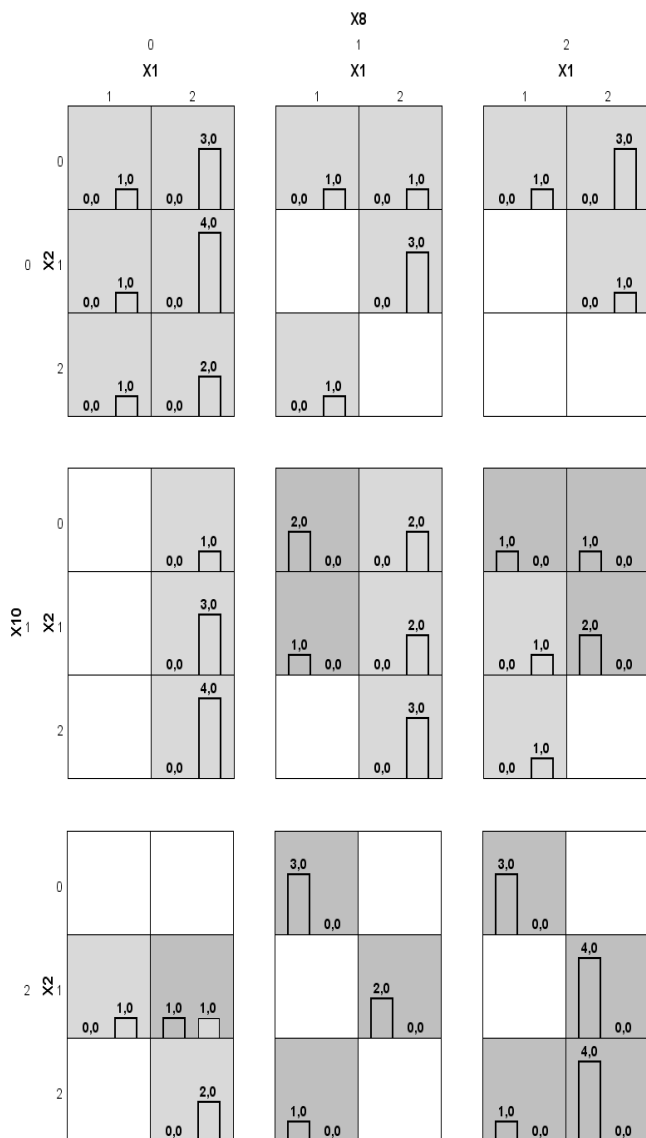 X8
0 1 2
X1 X1 X1
1 2 1 2 1 2
3,0 3,0
0 1,0 1,0 1,0 1,0
0,0 0,0 0,0 0,0 0,0 0,0
4,0
3,0
0 X2 1 1,0 1,0
0,0 0,0 0,0 0,0
2 2,0
1,0 1,0
0,0 0,0 0,0
0 2,0 2,0
1,0 1,0 1,0
0,0 0,0 0,0 0,0 0,0
3,0
X10 1 X2 1 2,0 2,0
1,0 1,0
0,0 0,0 0,0 0,0 0,0
4,0
2 3,0
1,0
0,0 0,0 0,0
3,0 3,0
0
0,0 0,0
4,0
2 X2 1 2,0
1,0 1,0 1,0
0,0 0,0 0,0
4,0
2 2,0
1,0 1,0
0,0 0,0 0,0 0,0